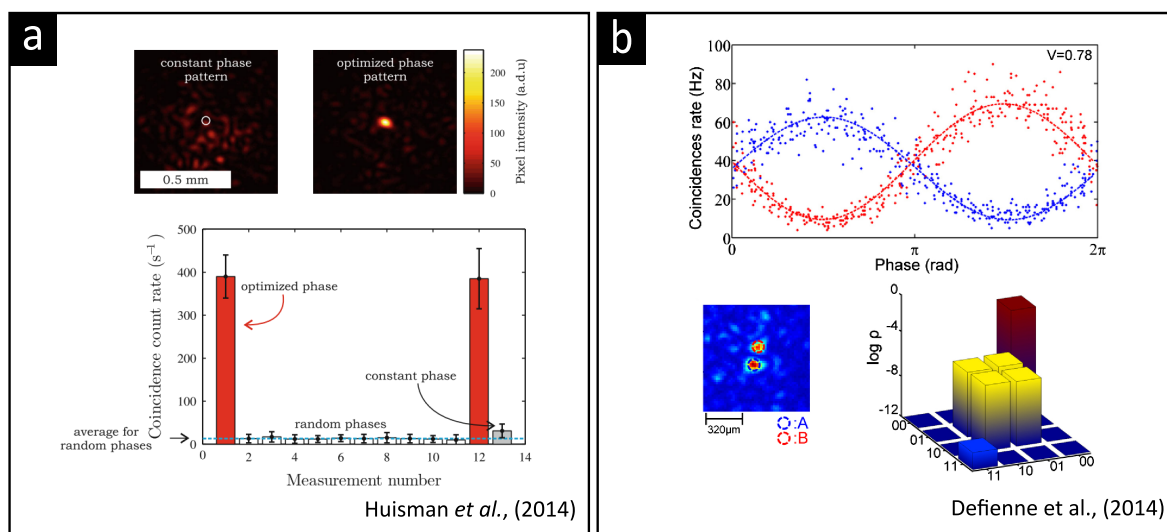 a
constant phase
pattern
optimized phase
pattern
0.5 mm
200
150
100
50
0
Pixel intensity (a.d.u)
500
400
300
200
100
0
Coincidence count rate (s⁻¹)
optimized phase
constant phase
random phases
average for
random phases
0 2 4 6 8 10 12 14
Measurement number
Huisman et al., (2014)
b
V=0.78
100
80
60
40
20
0
Coincidences rate (Hz)
0 π 2π
Phase (rad)
320µm
:A
:B
0
-4
-8
-12
log ρ
00
01
10
11
11
10
01
00
Defienne et al., (2014)